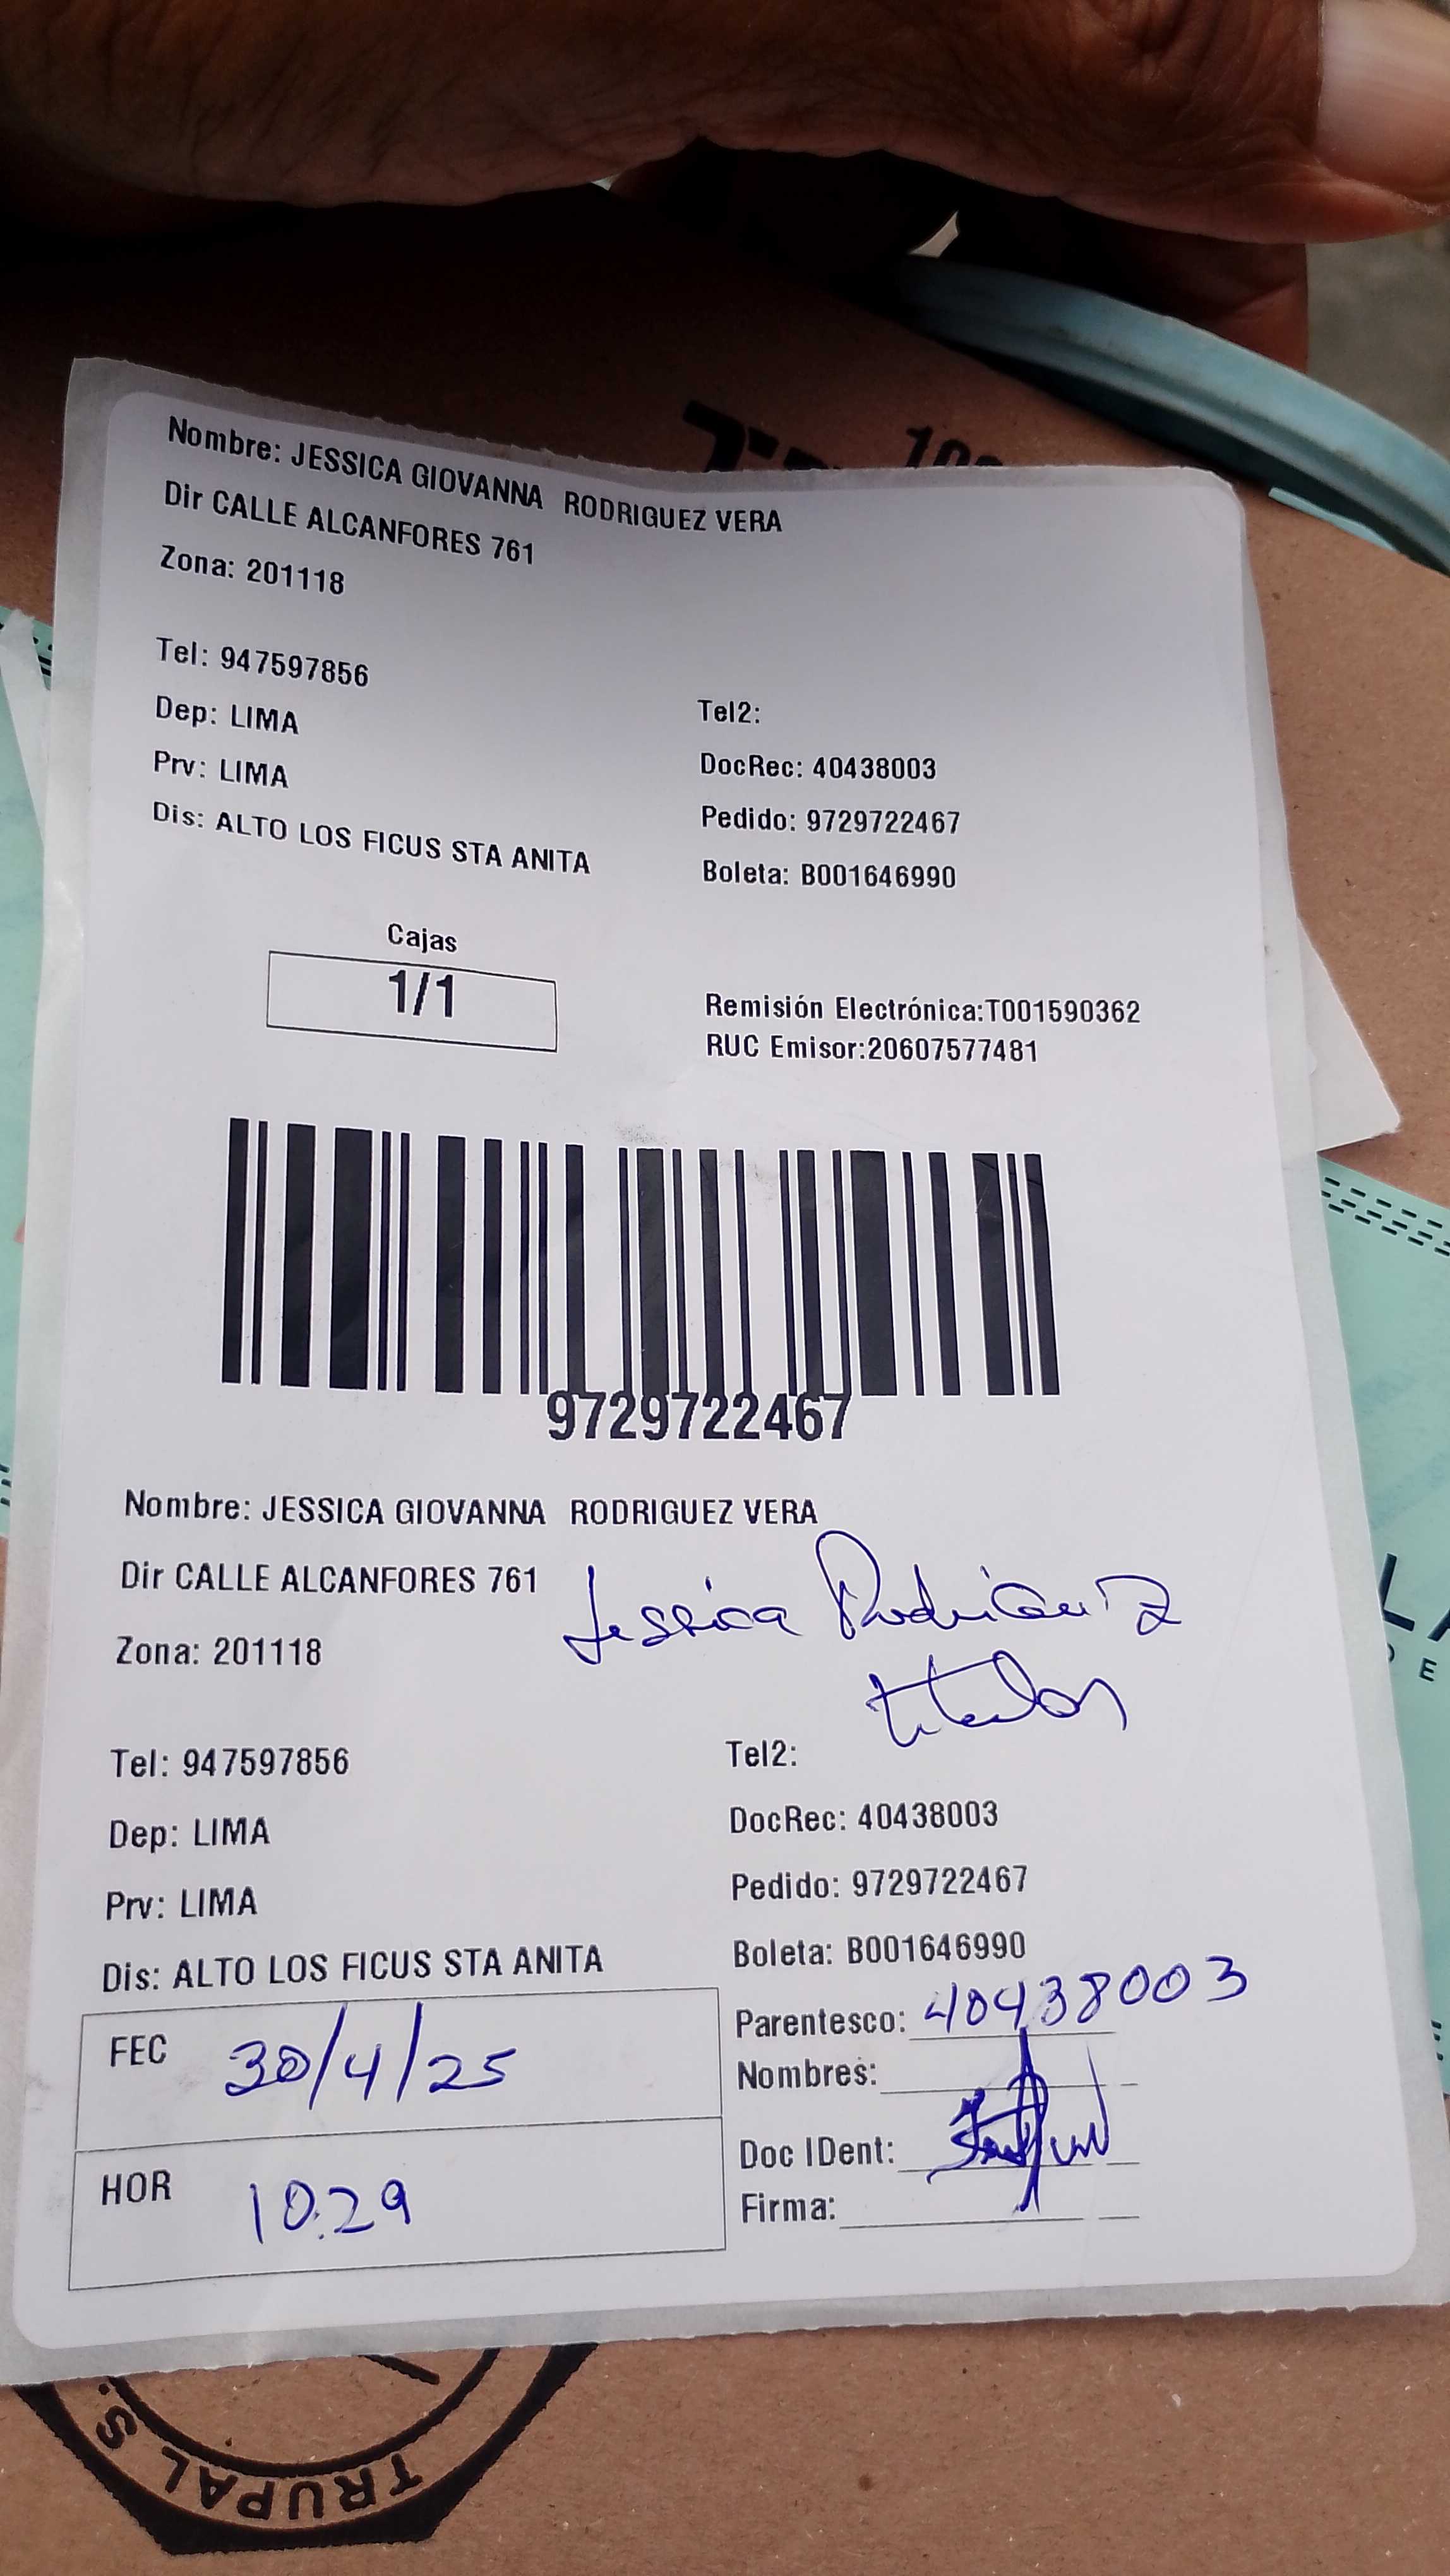 Nombre: JESSICA GIOVANNA RODRIGUEZ VERA
Dir CALLE ALCANFORES 761
Zona: 201118
Tel: 947597856
Dep: LIMA
Prv: LIMA
Dis: ALTO LOS FICUS STA ANITA
Tel2:
DocRec: 40438003
Pedido: 9729722467
Boleta: B001646990
Cajas
1/1
Remisión Electrónica:T001590362
RUC Emisor:20607577481
9729722467
Nombre: JESSICA GIOVANNA RODRIGUEZ VERA
Dir CALLE ALCANFORES 761
Jessica Rodriguez
titular
Zona: 201118
Tel: 947597856
Dep: LIMA
Prv: LIMA
Dis: ALTO LOS FICUS STA ANITA
Tel2:
DocRec: 40438003
Pedido: 9729722467
Boleta: B001646990
FEC 30/4/25
HOR 10:29
Parentesco: 40438003
Nombres:
Doc IDent:
Firma:
TRUPAL S.